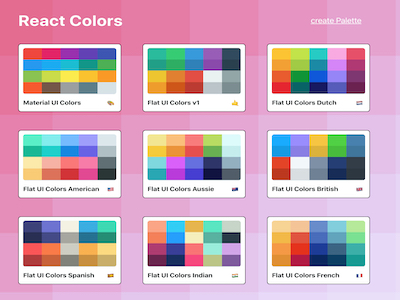 React Colors
create Palette
Material UI Colors
Flat UI Colors v1
Flat UI Colors Dutch
Flat UI Colors American
Flat UI Colors Aussie
Flat UI Colors British
Flat UI Colors Spanish
Flat UI Colors Indian
Flat UI Colors French